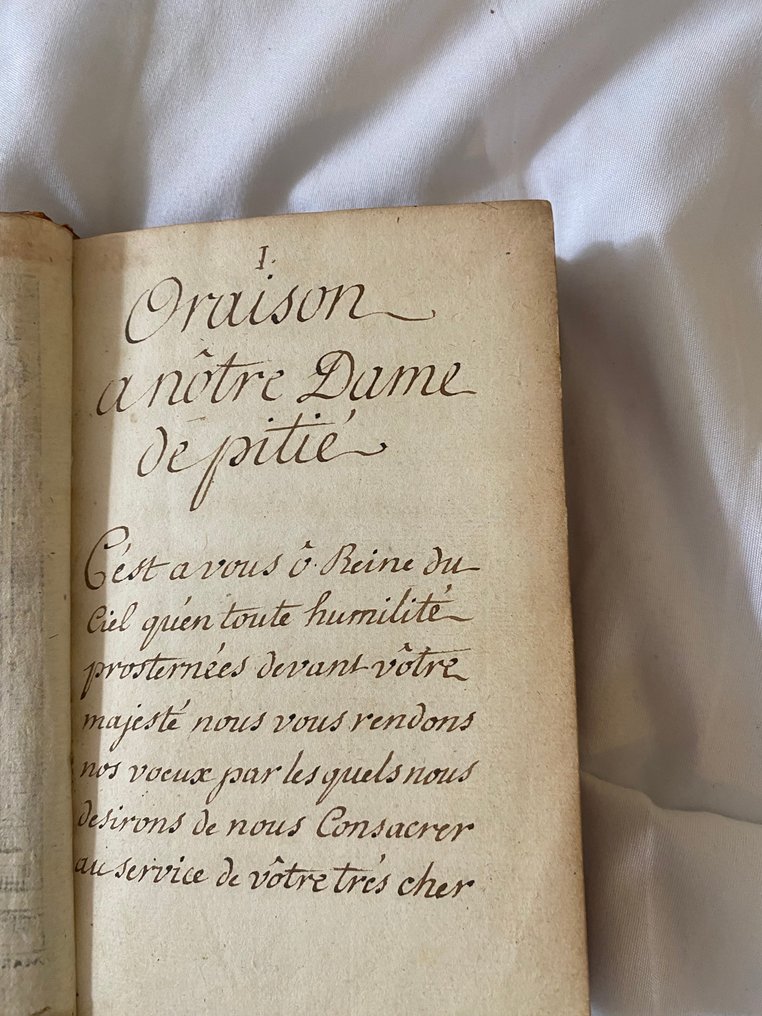 I.
Oraison
a nôtre Dame
de pitié
C'est a vous ô Reine du
Ciel qu'en toute humilité
prosternées devant vôtre
majesté nous vous rendons
nos voeux par les quels nous
desirons de nous Consacrer
au service de vôtre trés cher